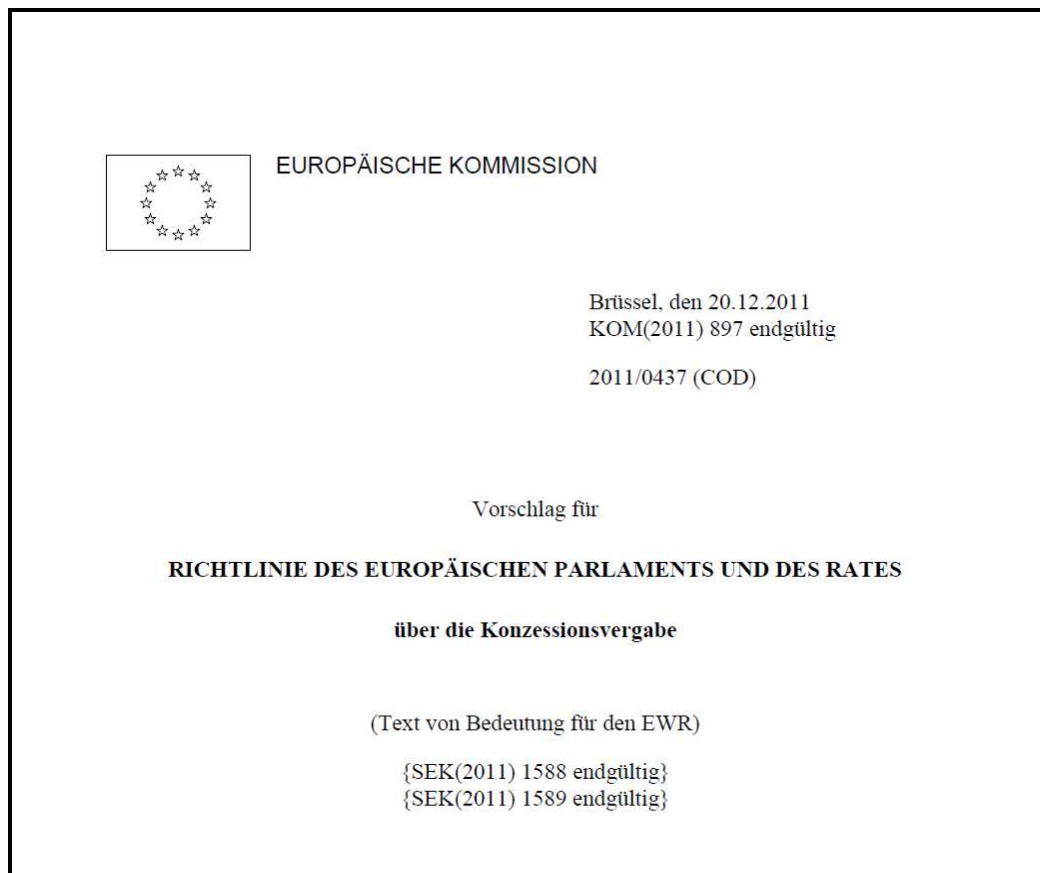 EUROPÄISCHE KOMMISSION
Brüssel, den 20.12.2011
KOM(2011) 897 endgültig
2011/0437 (COD)
Vorschlag für
RICHTLINIE DES EUROPÄISCHEN PARLAMENTS UND DES RATES
über die Konzessionsvergabe
(Text von Bedeutung für den EWR)
{SEK(2011) 1588 endgültig}
{SEK(2011) 1589 endgültig}